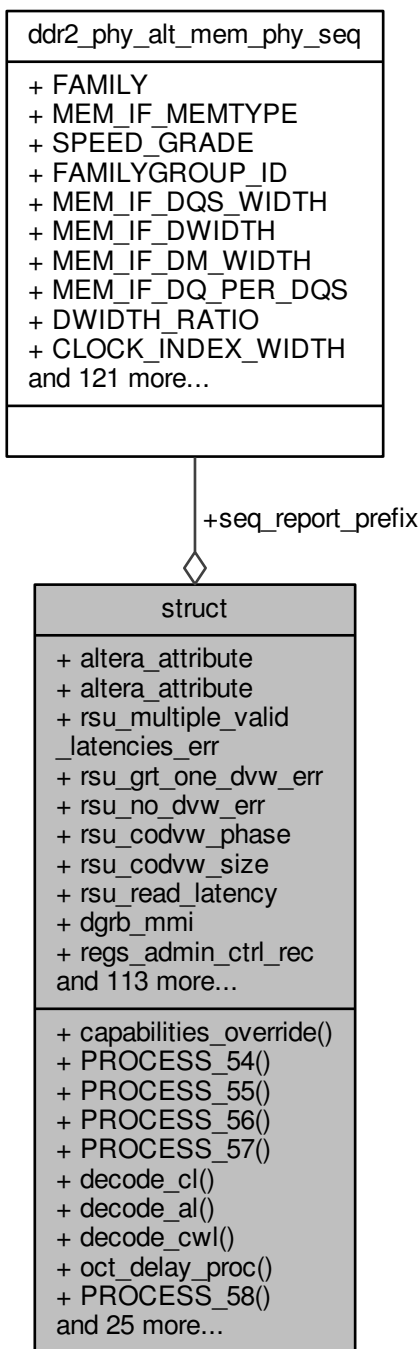 ddr2_phy_alt_mem_phy_seq
+ FAMILY
+ MEM_IF_MEMTYPE
+ SPEED_GRADE
+ FAMILYGROUP_ID
+ MEM_IF_DQS_WIDTH
+ MEM_IF_DWIDTH
+ MEM_IF_DM_WIDTH
+ MEM_IF_DQ_PER_DQS
+ DWIDTH_RATIO
+ CLOCK_INDEX_WIDTH
and 121 more...
+seq_report_prefix
struct
+ altera_attribute
+ altera_attribute
+ rsu_multiple_valid
_latencies_err
+ rsu_grt_one_dvw_err
+ rsu_no_dvw_err
+ rsu_codvw_phase
+ rsu_codvw_size
+ rsu_read_latency
+ dgrb_mmi
+ regs_admin_ctrl_rec
and 113 more...
+ capabilities_override()
+ PROCESS_54()
+ PROCESS_55()
+ PROCESS_56()
+ PROCESS_57()
+ decode_cl()
+ decode_al()
+ decode_cwl()
+ oct_delay_proc()
+ PROCESS_58()
and 25 more...